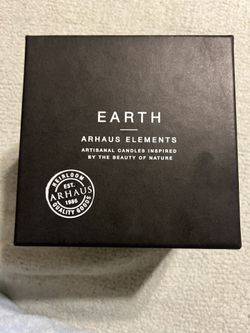 EARTH
ARHAUS ELEMENTS
ARTISANAL CANDLES INSPIRED
BY THE BEAUTY OF NATURE
HEIRLOOM
EST.
ARHAUS
1986
QUALITY GOODS